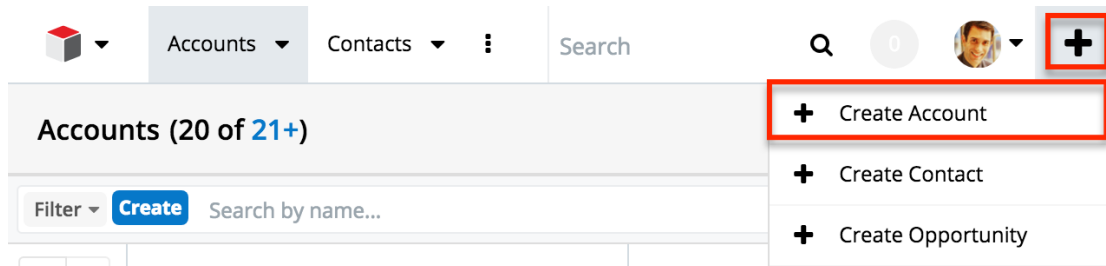 Accounts Contacts Search 0
Create Account
Accounts (20 of 21+)
Create Contact
Filter Create Search by name...
Create Opportunity